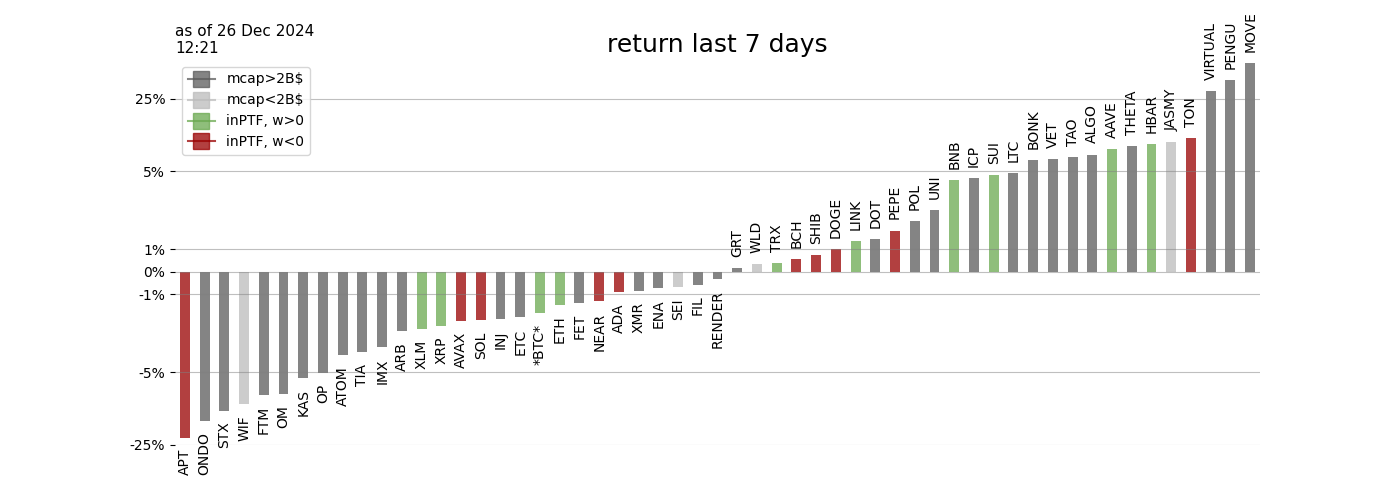 as of 26 Dec 2024
12:21
return last 7 days
mcap>2B$
mcap<2B$
inPTF, w>0
inPTF, w<0
25%
5%
1%
0%
-1%
-5%
-25%
APT
ONDO
STX
WIF
FTM
OM
KAS
OP
ATOM
TIA
IMX
ARB
XLM
XRP
AVAX
SOL
INJ
ETC
*BTC*
ETH
FET
NEAR
ADA
XMR
ENA
SEI
FIL
RENDER
GRT
WLD
TRX
BCH
SHIB
DOGE
LINK
DOT
PEPE
POL
UNI
BNB
ICP
SUI
LTC
BONK
VET
TAO
ALGO
AAVE
THETA
HBAR
JASMY
TON
VIRTUAL
PENGU
MOVE